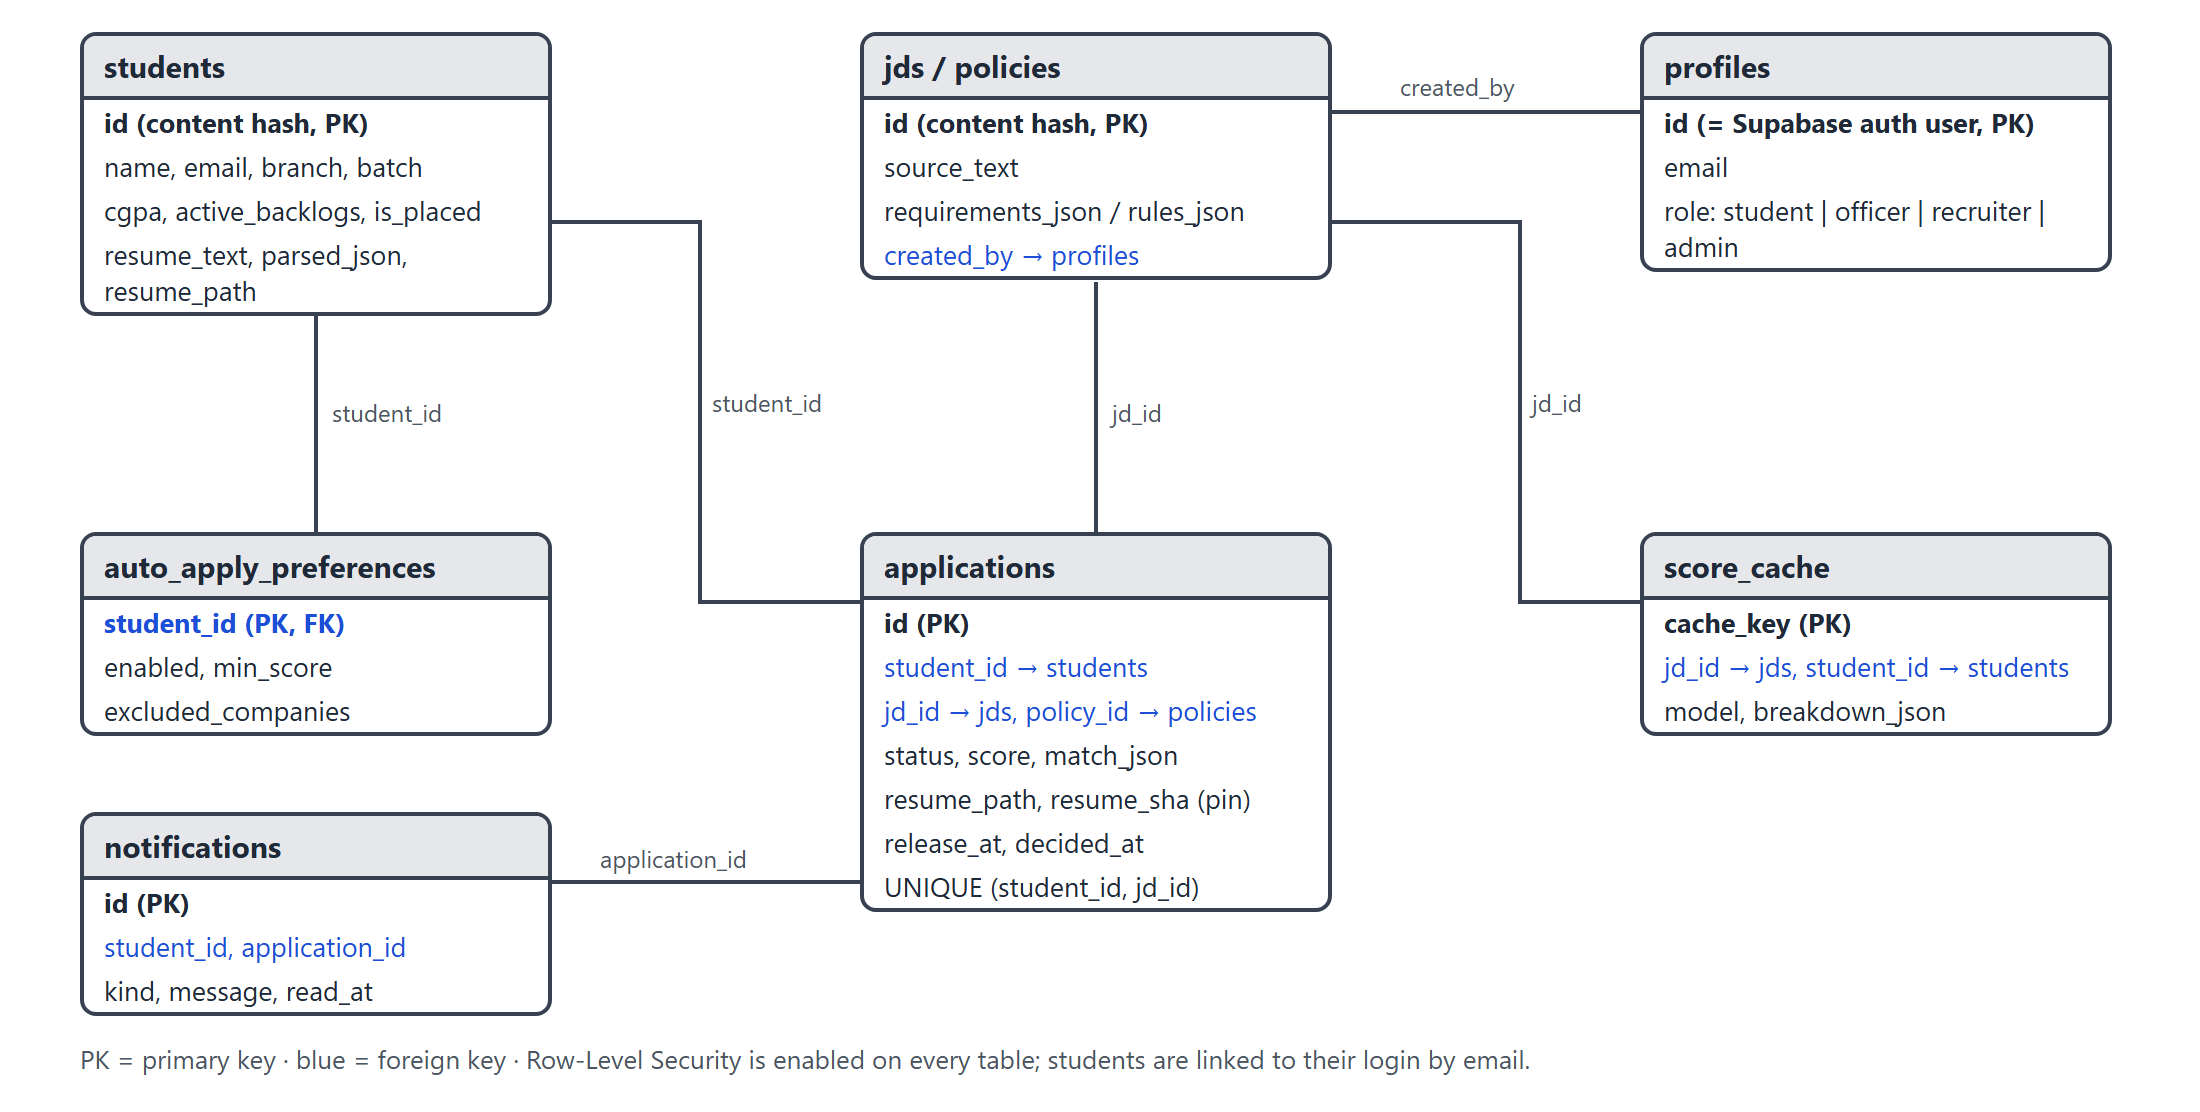 students
id (content hash, PK)
name, email, branch, batch
cgpa, active_backlogs, is_placed
resume_text, parsed_json,
resume_path
jds / policies
id (content hash, PK)
source_text
requirements_json / rules_json
created_by → profiles
created_by
profiles
id (= Supabase auth user, PK)
email
role: student | officer | recruiter |
admin
student_id
student_id
jd_id
jd_id
auto_apply_preferences
student_id (PK, FK)
enabled, min_score
excluded_companies
applications
id (PK)
student_id → students
jd_id → jds, policy_id → policies
status, score, match_json
resume_path, resume_sha (pin)
release_at, decided_at
UNIQUE (student_id, jd_id)
score_cache
cache_key (PK)
jd_id → jds, student_id → students
model, breakdown_json
notifications
id (PK)
student_id, application_id
kind, message, read_at
application_id
PK = primary key · blue = foreign key · Row-Level Security is enabled on every table; students are linked to their login by email.